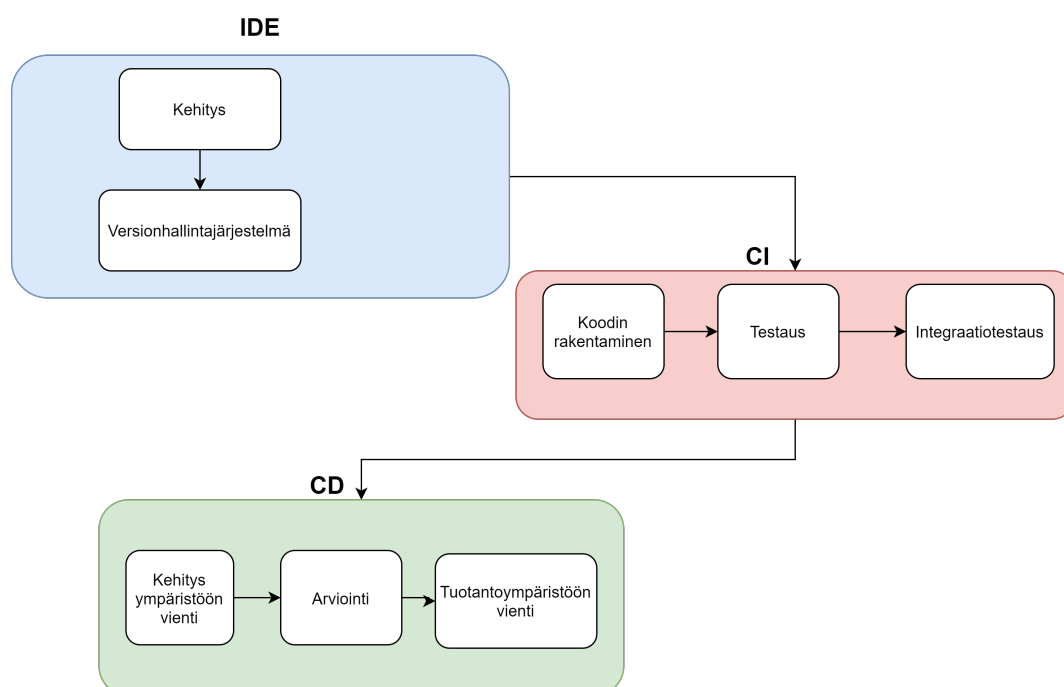 IDE
Kehitys
Versionhallintajärjestelmä
CI
Koodin
rakentaminen
Testaus
Integraatiotestaus
CD
Kehitys
ympäristöön
vienti
Arviointi
Tuotantoympäristöön
vienti